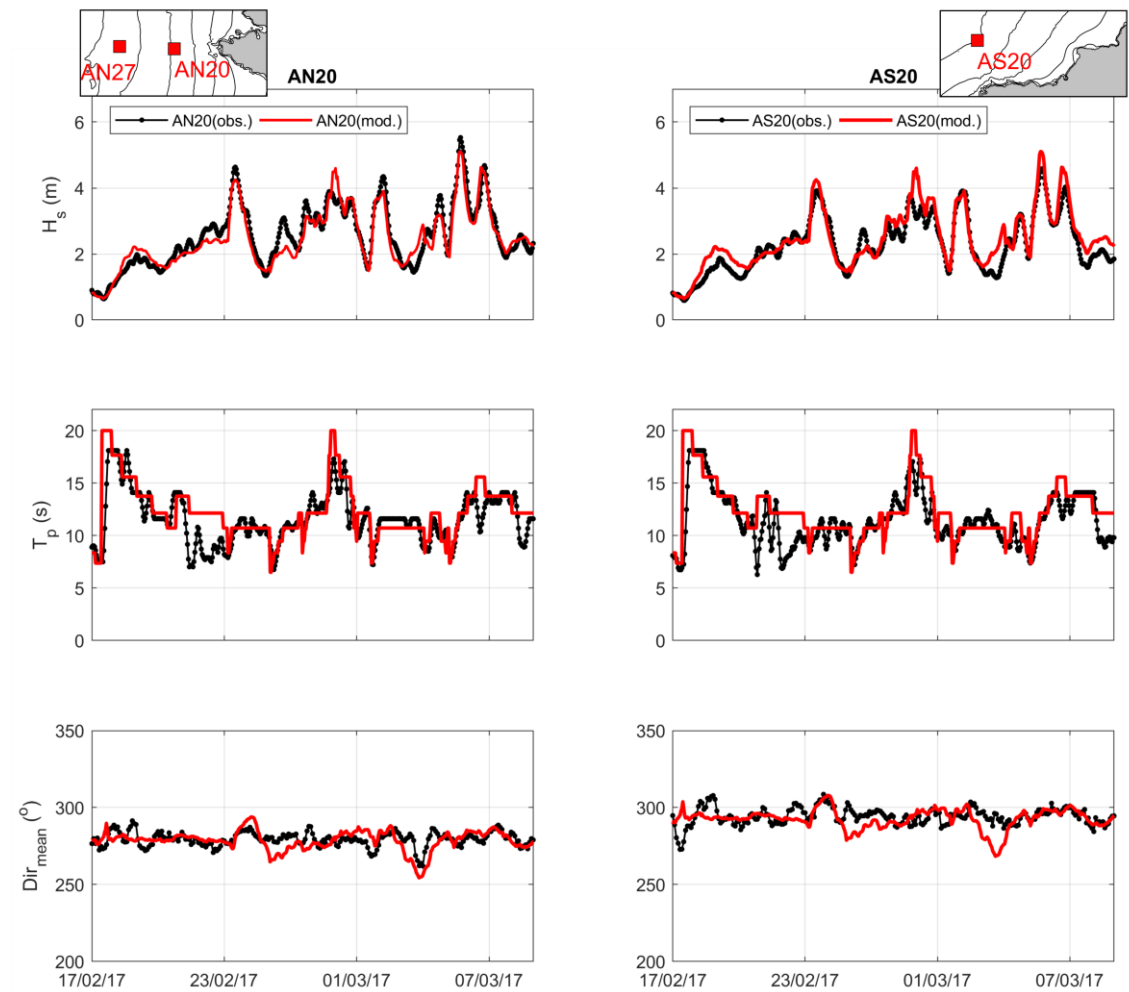 AN27
AN20
AS20
AN20
AS20
AN20(obs.)
AN20(mod.)
AS20(obs.)
AS20(mod.)
H_s (m)
6
4
2
0
6
4
2
0
T_p (s)
20
15
10
5
0
20
15
10
5
0
Dir_mean (°)
350
300
250
200
350
300
250
200
17/02/17
23/02/17
01/03/17
07/03/17
17/02/17
23/02/17
01/03/17
07/03/17